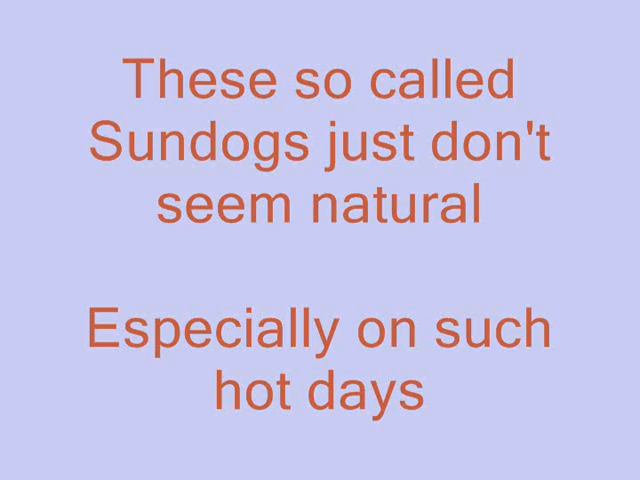 These so called
Sundogs just don't
seem natural
Especially on such
hot days